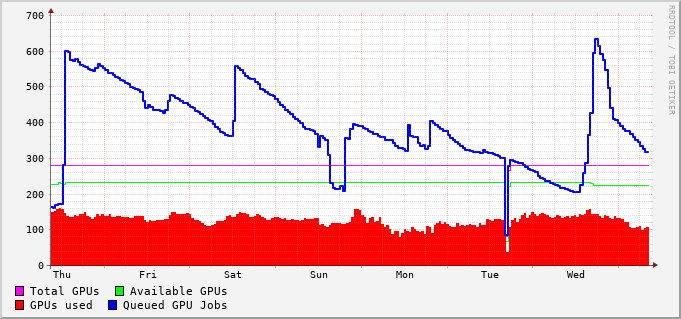 700
600
500
400
300
200
100
0
Thu Fri Sat Sun Mon Tue Wed
Total GPUs Available GPUs
GPUs used Queued GPU Jobs
RRDTOOL / TOBI OETIKER